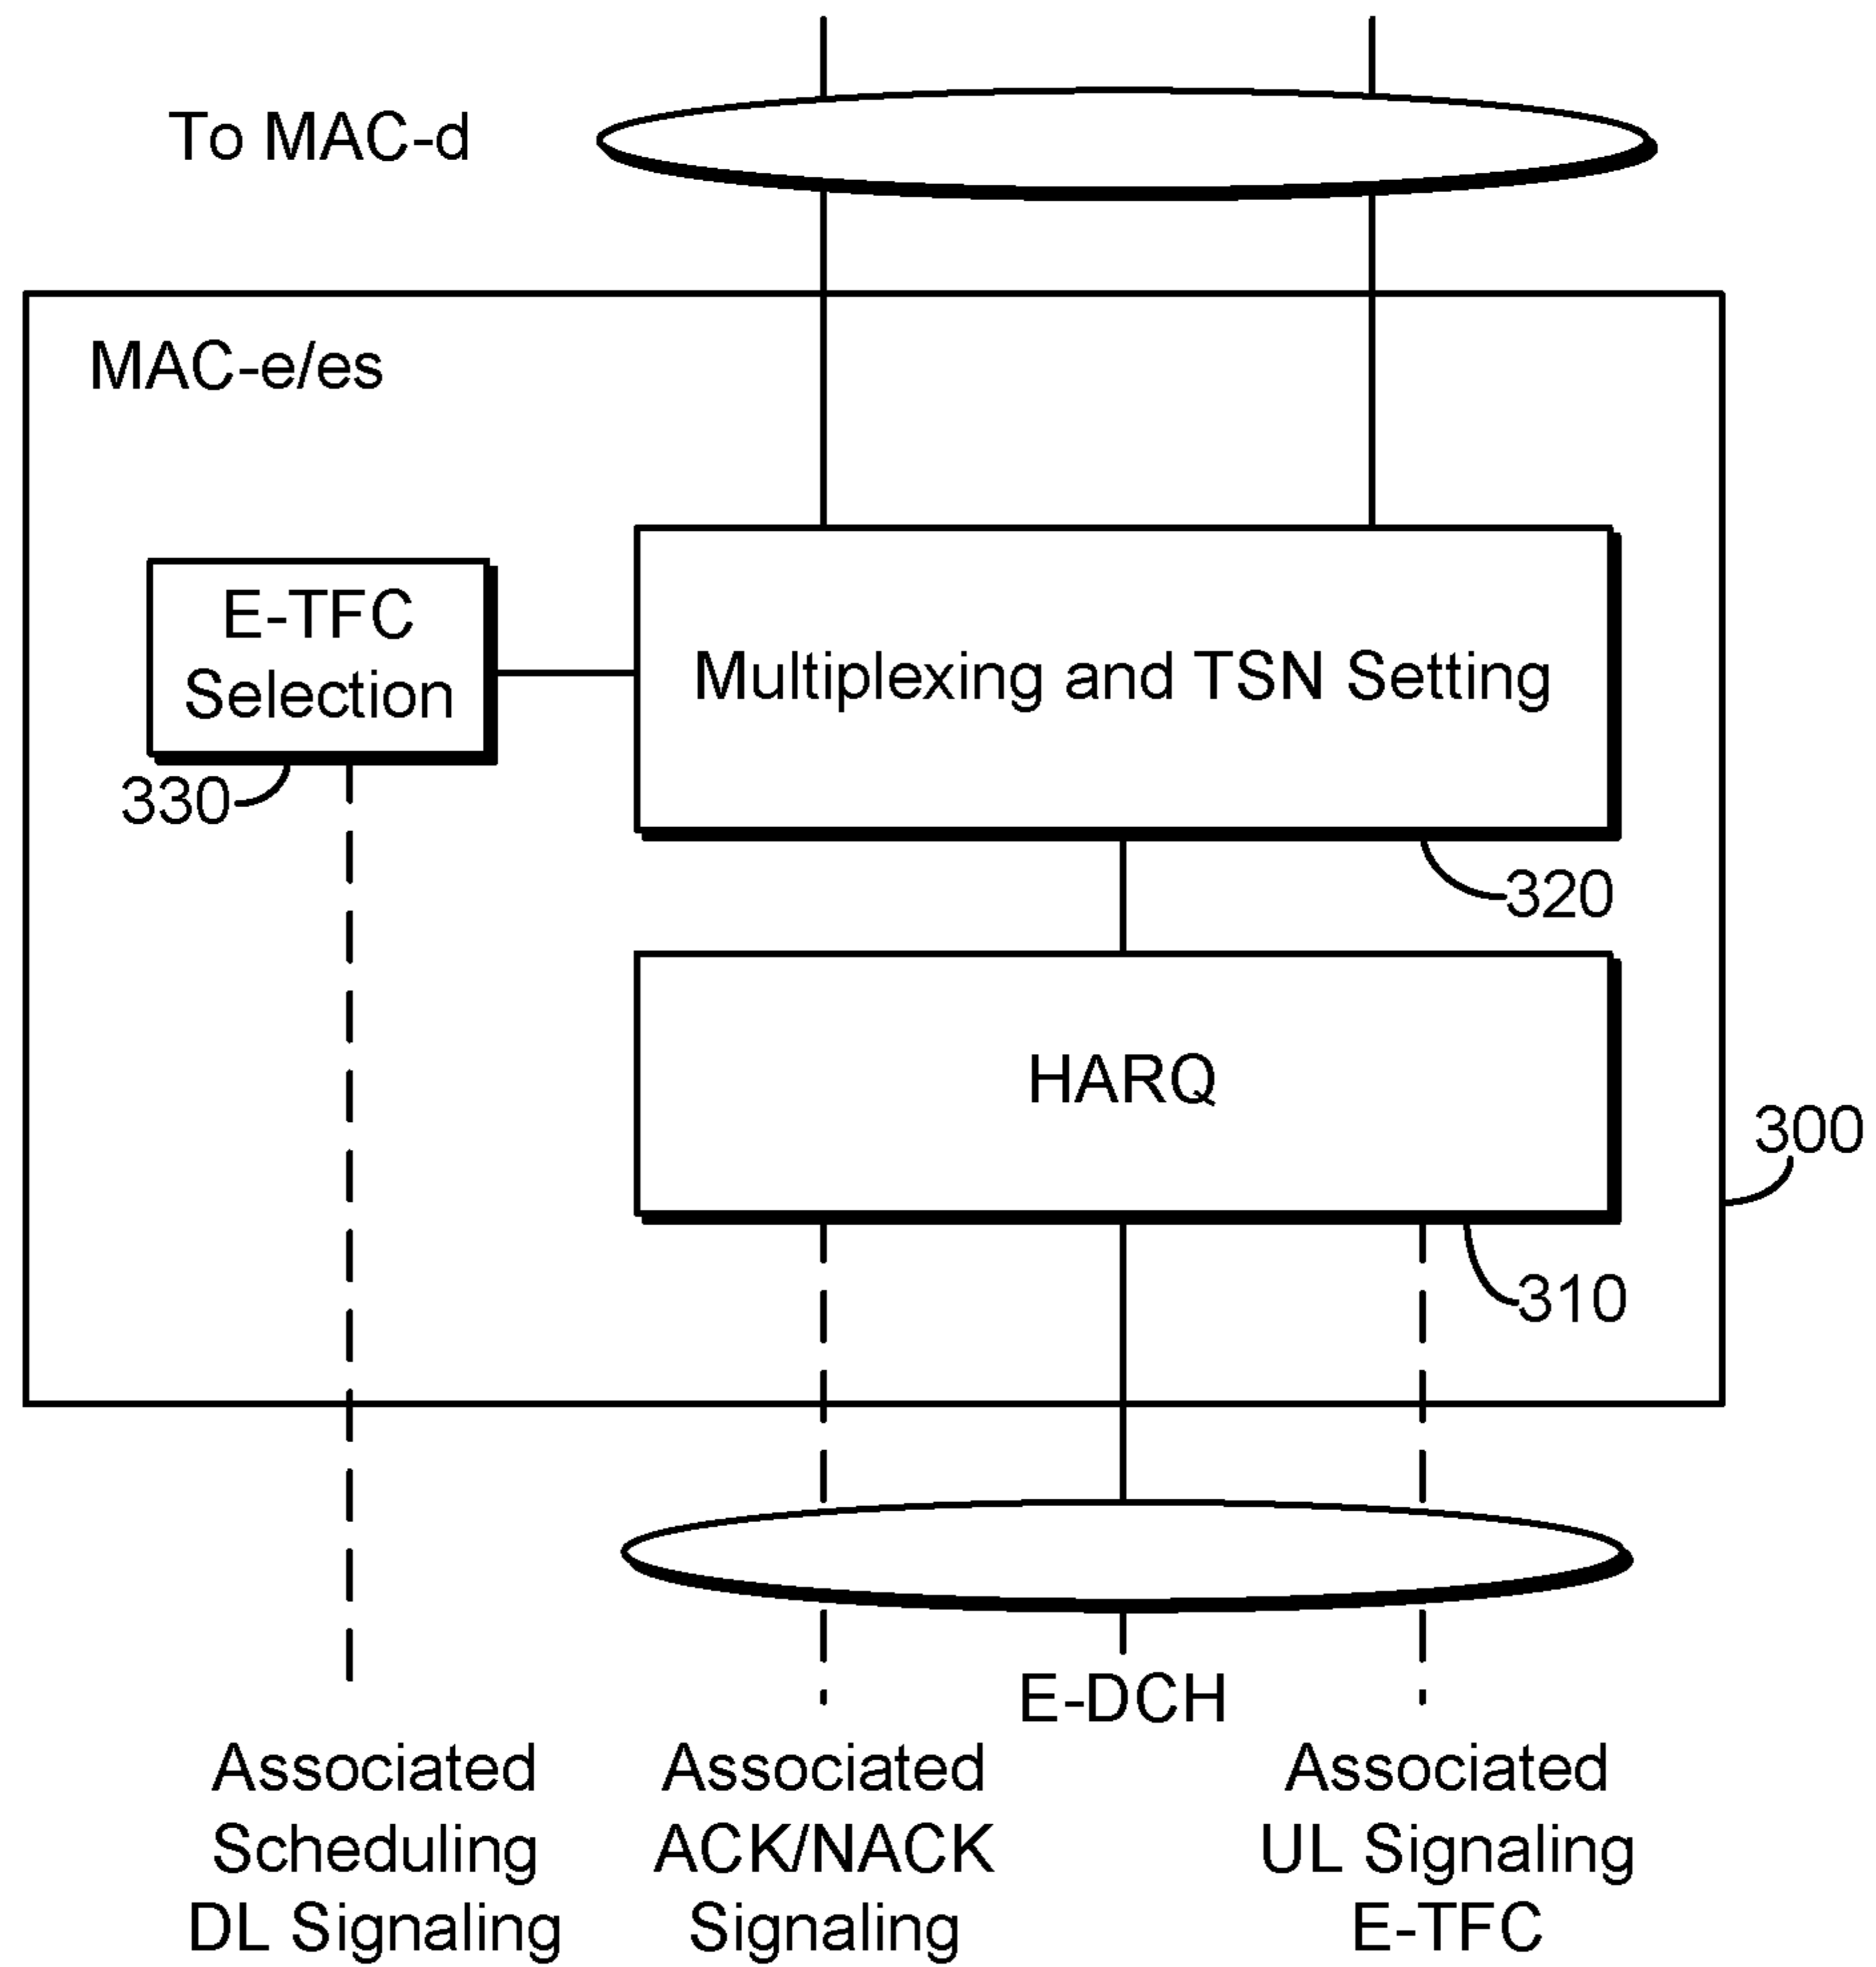 To MAC-d
MAC-e/es
E-TFC
Selection
Multiplexing and TSN Setting
330
320
HARQ
300
310
E-DCH
Associated
Scheduling
DL Signaling
Associated
ACK/NACK
Signaling
Associated
UL Signaling
E-TFC